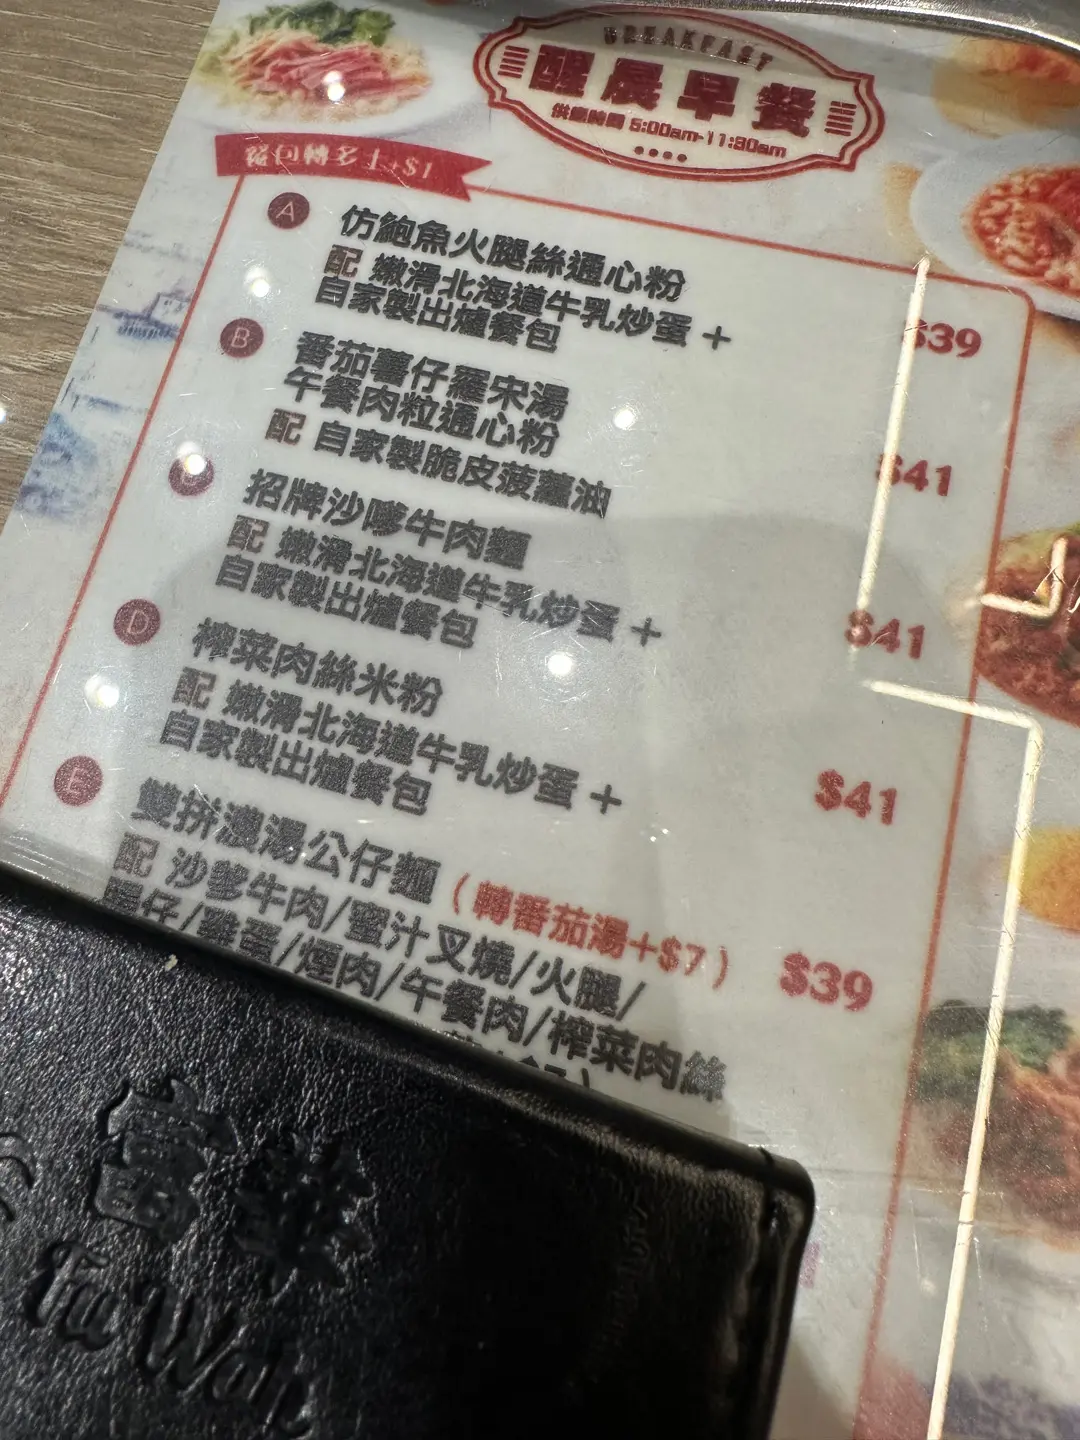 BREAKFAST
醒晨早餐
供應時間 5:00am-11:30am
轉多士+$1
A
仿鮑魚火腿絲通心粉
配 嫩滑北海道牛乳炒蛋 +
自家製出爐餐包
$39
B
番茄薯仔羅宋湯
午餐肉粒通心粉
配 自家製脆皮菠蘿油
$41
C
招牌沙嗲牛肉麵
配 嫩滑北海道牛乳炒蛋 +
自家製出爐餐包
$41
D
榨菜肉絲米粉
配 嫩滑北海道牛乳炒蛋 +
自家製出爐餐包
$41
E
雙拼濃湯公仔麵（轉番茄湯+$7）
$39
配 沙爹牛肉/蜜汁叉燒/火腿/
腸仔/雞蛋/煙肉/午餐肉/榨菜肉絲
富華
Fu Wah